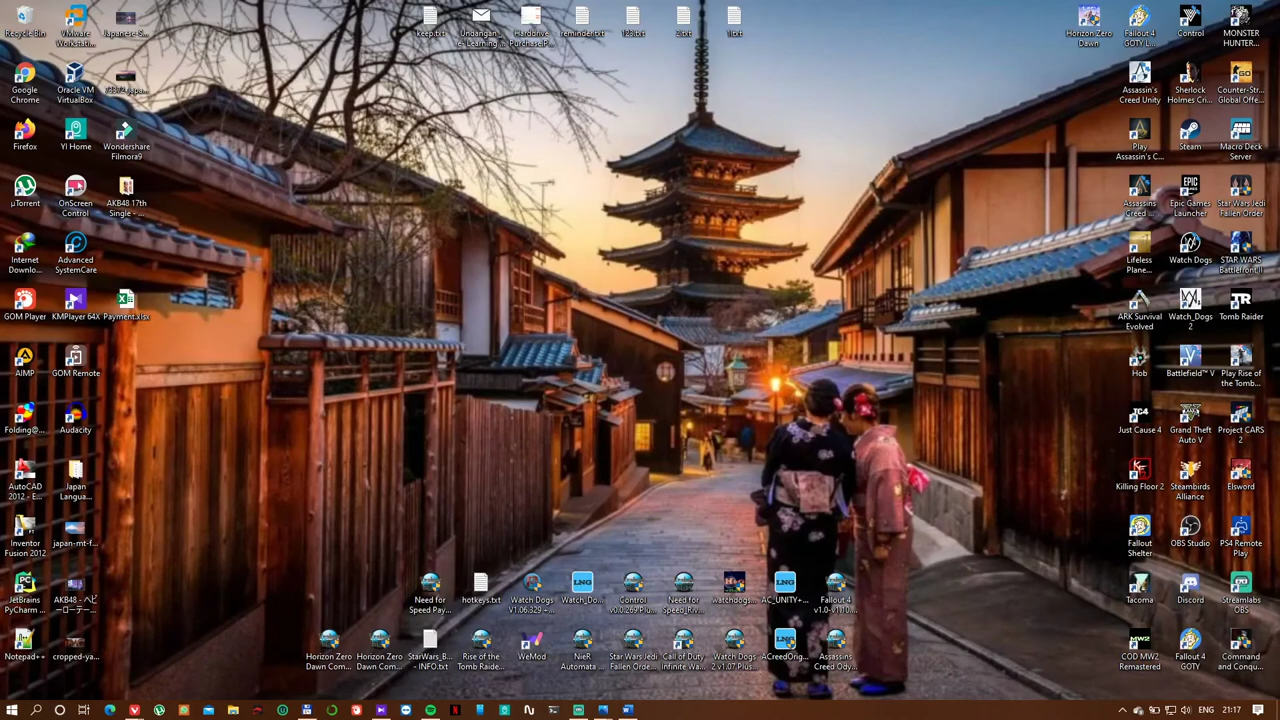 Recycle Bin
VMware
Workstati...
Japanese-S...
Google
Chrome
Oracle VM
VirtualBox
Firefox
YI Home
Wondershare
Filmora9
µTorrent
OnScreen
Control
AKB48 17th
Single - ...
Internet
Downlo...
Advanced
SystemCare
GOM Player
KMPlayer 64X
Payment.xlsx
AIMP
GOM Remote
Folding@...
Audacity
AutoCAD
2012 - E...
Japan
Langua...
Inventor
Fusion 2012
japan-mt-f...
JetBrains
PyCharm ...
AKB48 - ヘビ
ーローテー...
Notepad++
cropped-ya...
keep.txt
Undangan
Harddrive
Purchase.P...
reminder.txt
123.txt
2.txt
1.txt
Horizon Zero
Dawn
Fallout 4
GOTY L...
Control
MONSTER
HUNTER...
Assassin's
Creed Unity
Sherlock
Holmes Cri...
Counter-Str...
Global Offe...
Play
Assassin's C...
Steam
Macro Deck
Server
Assassins
Creed ...
Epic Games
Launcher
Star Wars Jedi
Fallen Order
Lifeless
Plane...
Watch Dogs
STAR WARS
Battlefront II
ARK Survival
Evolved
Watch_Dogs
2
Tomb Raider
Hob
Battlefield™ V
Play Rise of
the Tomb...
Just Cause 4
Grand Theft
Auto V
Project CARS
2
Killing Floor 2
Steambirds
Alliance
Elsword
Fallout
Shelter
OBS Studio
PS4 Remote
Play
Tacoma
Discord
Streamlabs
OBS
COD MW2
Remastered
Fallout 4
GOTY
Command
and Conqu...
Need for
Speed Pay...
hotkeys.txt
Watch Dogs
V1.06.329 +...
Watch_Do...
Control
v0.0.269 Plu...
Need for
Speed_Riv...
watchdogs...
AC_UNITY+...
Fallout 4
v1.0-v1.10...
Horizon Zero
Dawn Com...
Horizon Zero
Dawn Com...
StarWars_B...
- INFO.txt
Rise of the
Tomb Raide...
WeMod
NieR
Automata ...
Star Wars Jedi
Fallen Order...
Call of Duty
Infinite Wa...
Watch Dogs
2 v1.07 Plus...
ACreedOrig...
Assassins
Creed Ody...
ENG
21:17